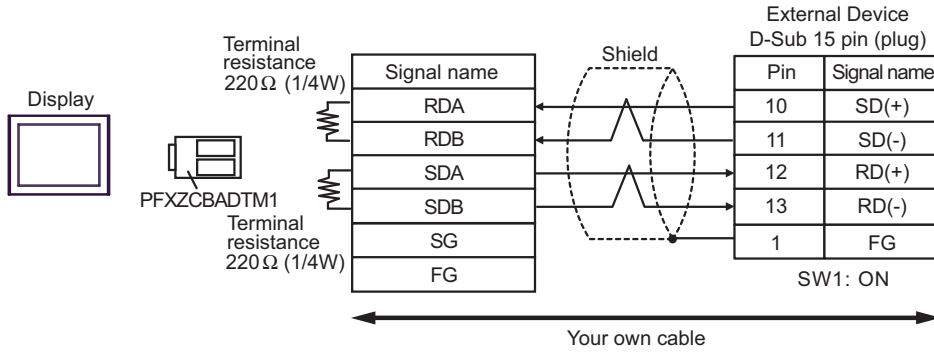 External Device
D-Sub 15 pin (plug)
Terminal
resistance
220Ω (1/4W)
Shield
Display
PFXZCBADTM1
Signal name
RDA
RDB
SDA
SDB
SG
FG
Pin Signal name
10 SD(+)
11 SD(-)
12 RD(+)
13 RD(-)
1 FG
Terminal
resistance
220Ω (1/4W)
SW1: ON
Your own cable